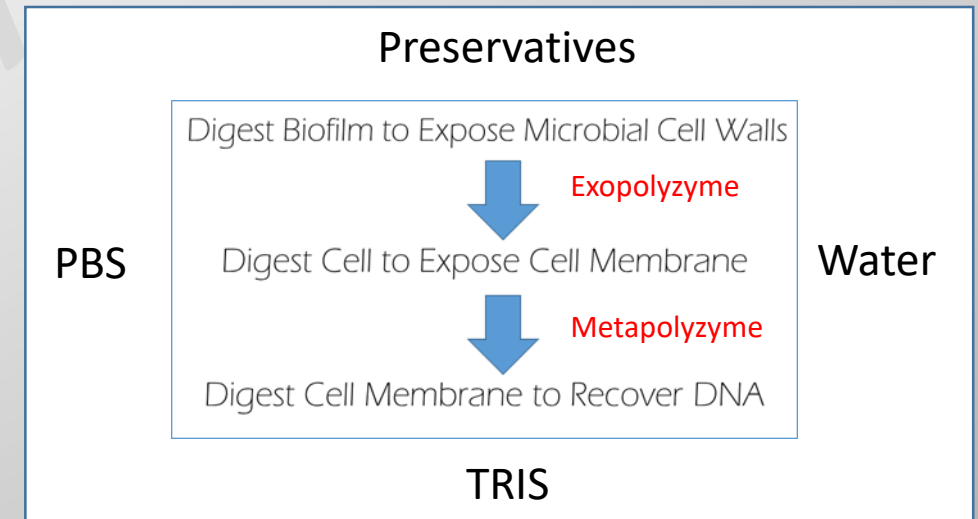 Preservatives
Digest Biofilm to Expose Microbial Cell Walls
Exopolyzyme
PBS
Digest Cell to Expose Cell Membrane
Water
Metapolyzyme
Digest Cell Membrane to Recover DNA
TRIS